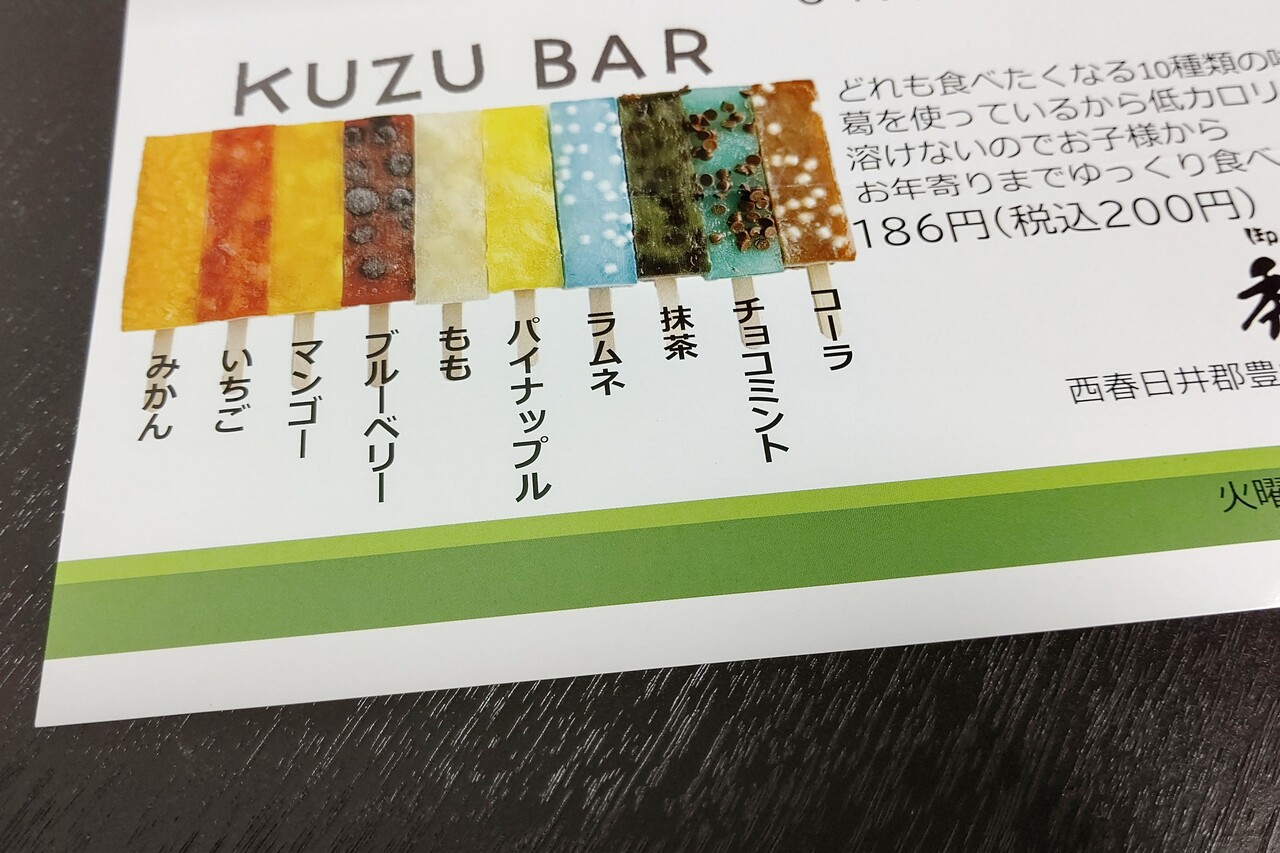 KUZU BAR
どれも食べたくなる10種類の
葛を使っているから低カロリ
溶けないのでお子様から
お年寄りまでゆっくり食べ
186円(税込200円)
みかん
いちご
マンゴー
ブルーベリー
もも
パイナップル
ラムネ
抹茶
チョコミント
コーラ
西春日井郡豊
火曜